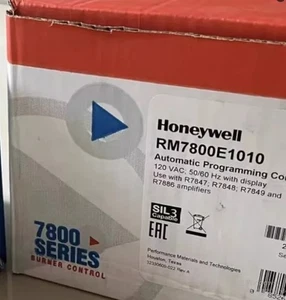 Honeywell
RM7800E1010
Automatic Programming Co
120 VAC, 50/60 Hz with display
Use with R7847, R7848, R7849 and
R7886 amplifiers
SIL 3
Capable
EAC
7800
SERIES
BURNER CONTROL
Performance Materials and Technologies
Houston, Texas